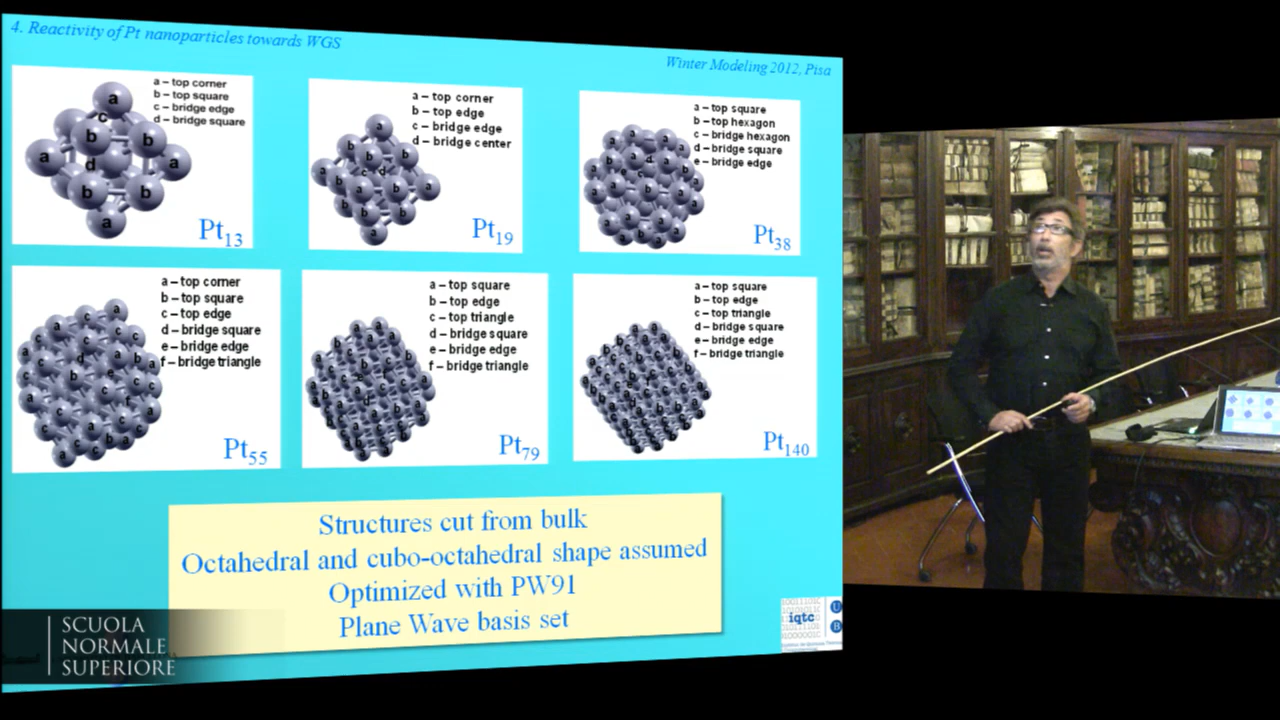 4. Reactivity of Pt nanoparticles towards WGS
Winter Modeling 2012, Pisa
a – top corner
b – top square
c – bridge edge
d – bridge square
Pt13
a – top corner
b – top edge
c – bridge edge
d – bridge center
Pt19
a – top square
b – top hexagon
c – bridge hexagon
d – bridge square
e – bridge edge
Pt38
a – top corner
b – top square
c – top edge
d – bridge square
e – bridge edge
f – bridge triangle
Pt55
a – top square
b – top edge
c – top triangle
d – bridge square
e – bridge edge
f – bridge triangle
Pt79
a – top square
b – top edge
c – top triangle
d – bridge square
e – bridge edge
f – bridge triangle
Pt140
Structures cut from bulk
Octahedral and cubo-octahedral shape assumed
Optimized with PW91
Plane Wave basis set
iqtc
U
B
SCUOLA
NORMALE
SUPERIORE